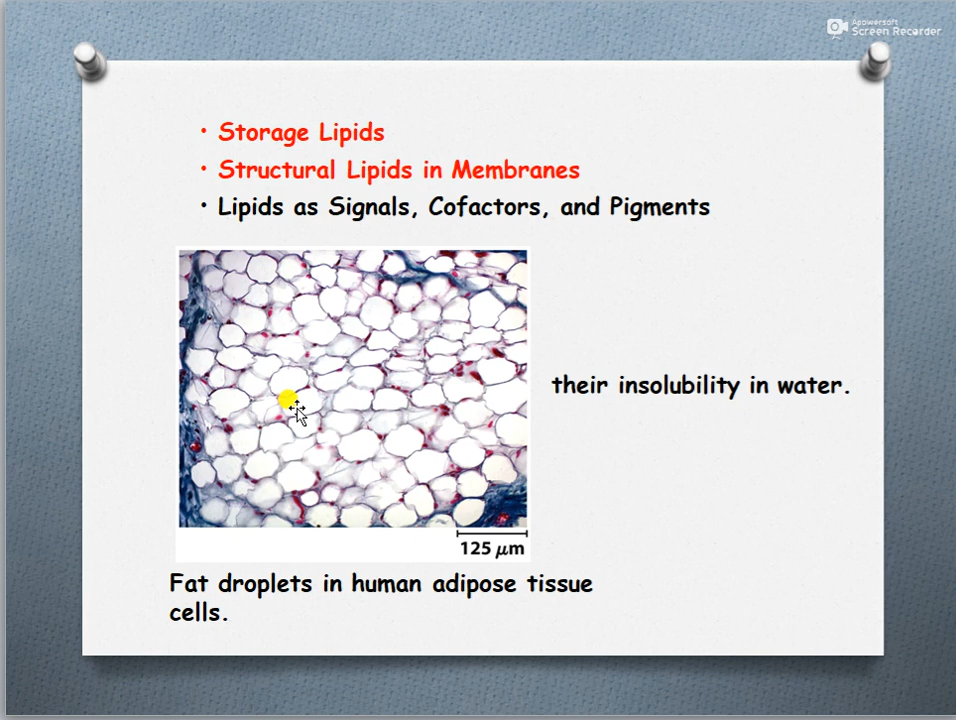 Apowersoft
Screen Recorder
• Storage Lipids
• Structural Lipids in Membranes
• Lipids as Signals, Cofactors, and Pigments
their insolubility in water.
125 μm
Fat droplets in human adipose tissue
cells.